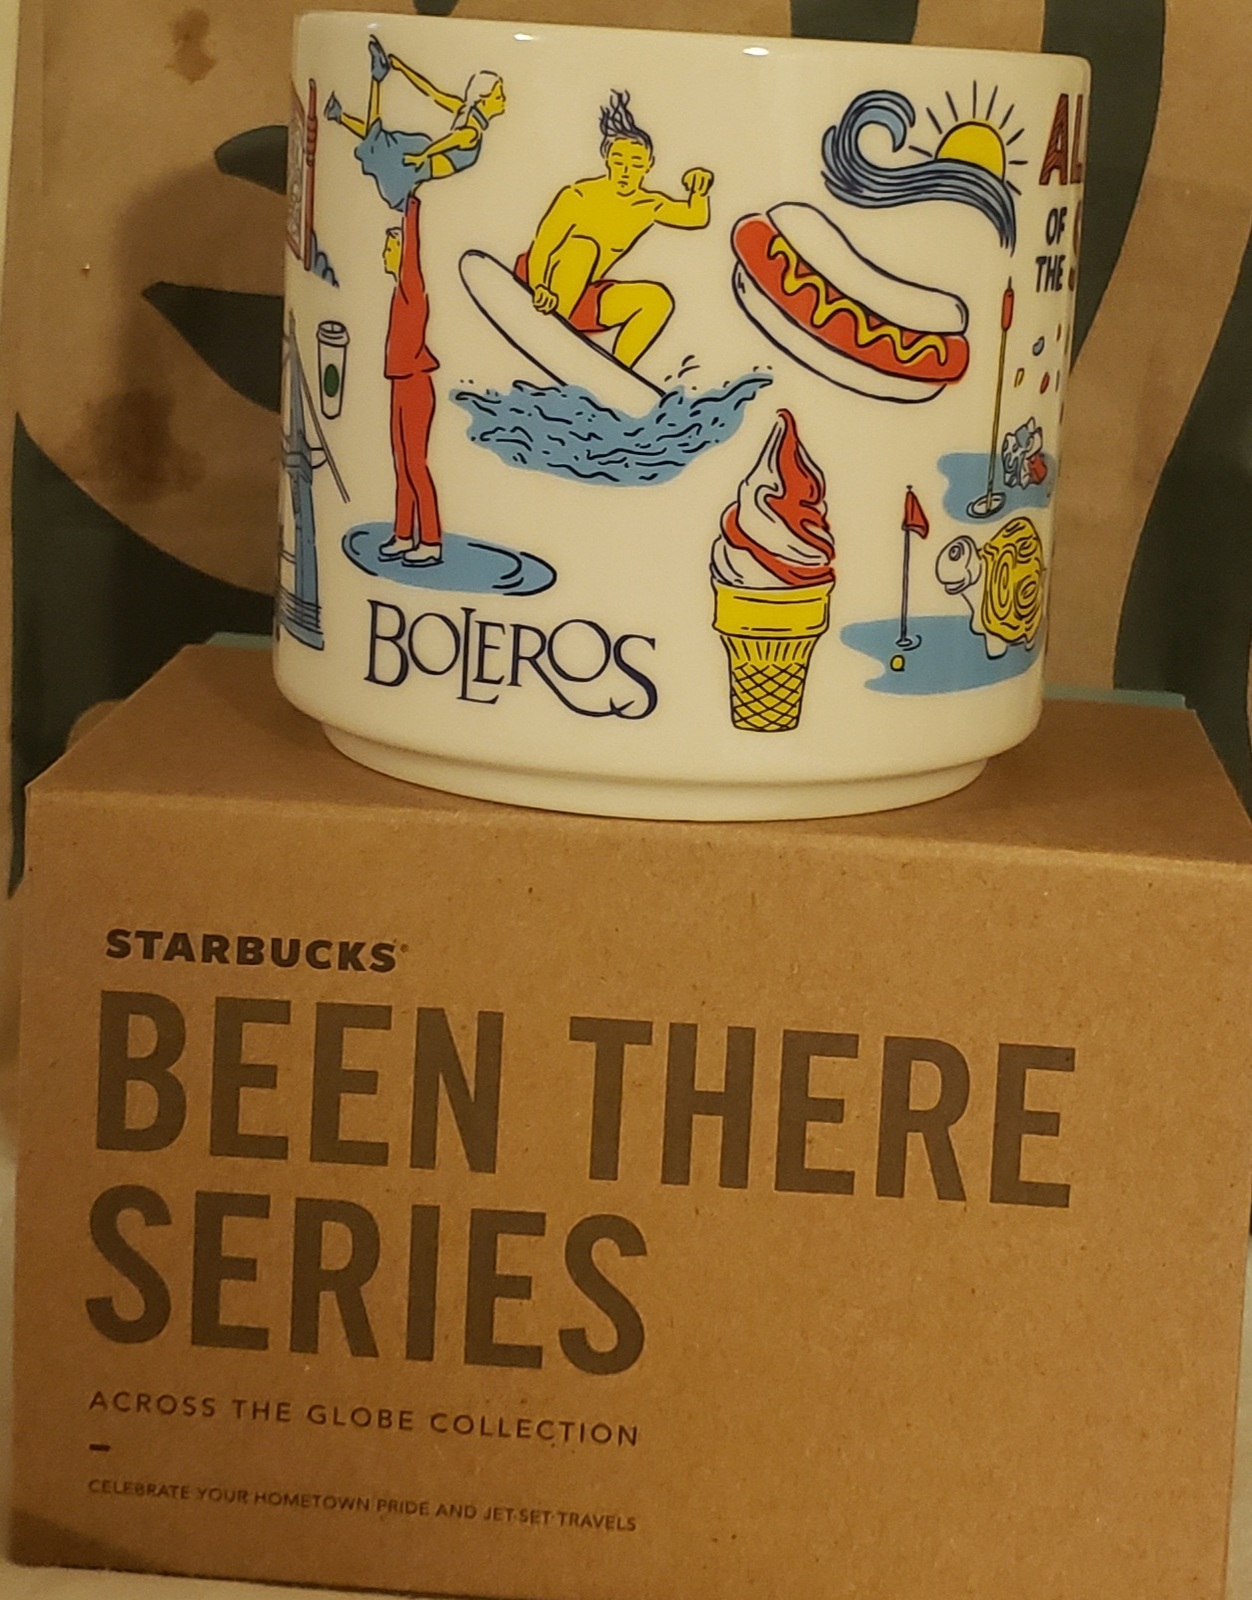 AL
OF
THE
BOLEROS
STARBUCKS®
BEEN THERE
SERIES
ACROSS THE GLOBE COLLECTION
–
CELEBRATE YOUR HOMETOWN PRIDE AND JET-SET TRAVELS